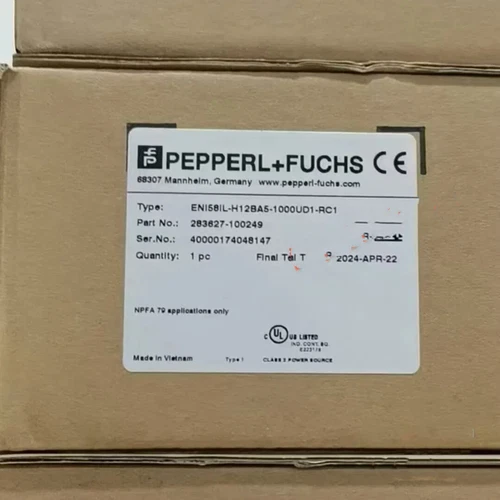 PEPPERL+FUCHS CE
68307 Mannheim, Germany www.pepperl-fuchs.com
Type: ENI58IL-H12BA5-1000UD1-RC1
Part No.: 283627-100249
Ser.No.: 40000174048147
Quantity: 1 pc Final 2024-APR-22
NPFA 79 applications only
C UL US LISTED
IND. CONT. EQ.
Made in Vietnam Type 1 CLASS 2 POWER SOURCE